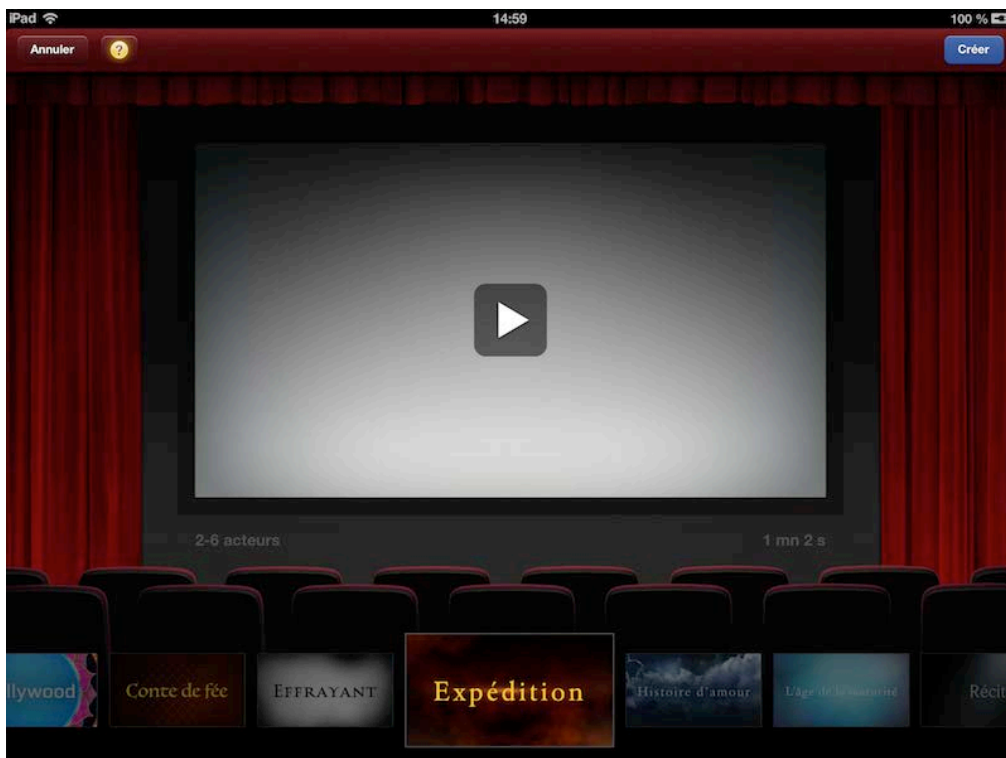 iPad 14:59 100 %
Annuler ? Créer
2-6 acteurs 1 mn 2 s
llywood Conte de fée EFFRAYANT Expédition Histoire d'amour L'âge de la maturité Récit